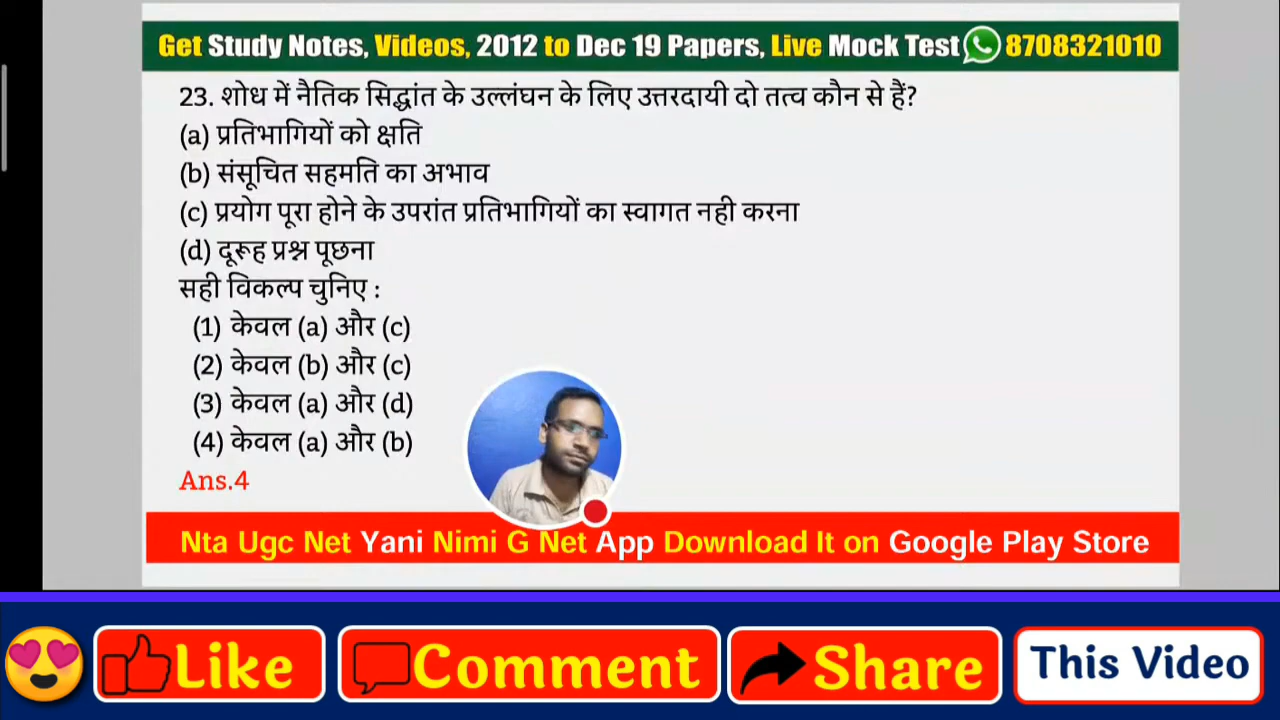 Get Study Notes, Videos, 2012 to Dec 19 Papers, Live Mock Test 8708321010
23. शोध में नैतिक सिद्धांत के उल्लंघन के लिए उत्तरदायी दो तत्व कौन से हैं?
(a) प्रतिभागियों को क्षति
(b) संसूचित सहमति का अभाव
(c) प्रयोग पूरा होने के उपरांत प्रतिभागियों का स्वागत नही करना
(d) दूरूह प्रश्न पूछना
सही विकल्प चुनिए :
(1) केवल (a) और (c)
(2) केवल (b) और (c)
(3) केवल (a) और (d)
(4) केवल (a) और (b)
Ans.4
Nta Ugc Net Yani Nimi G Net App Download It on Google Play Store
Like Comment Share This Video